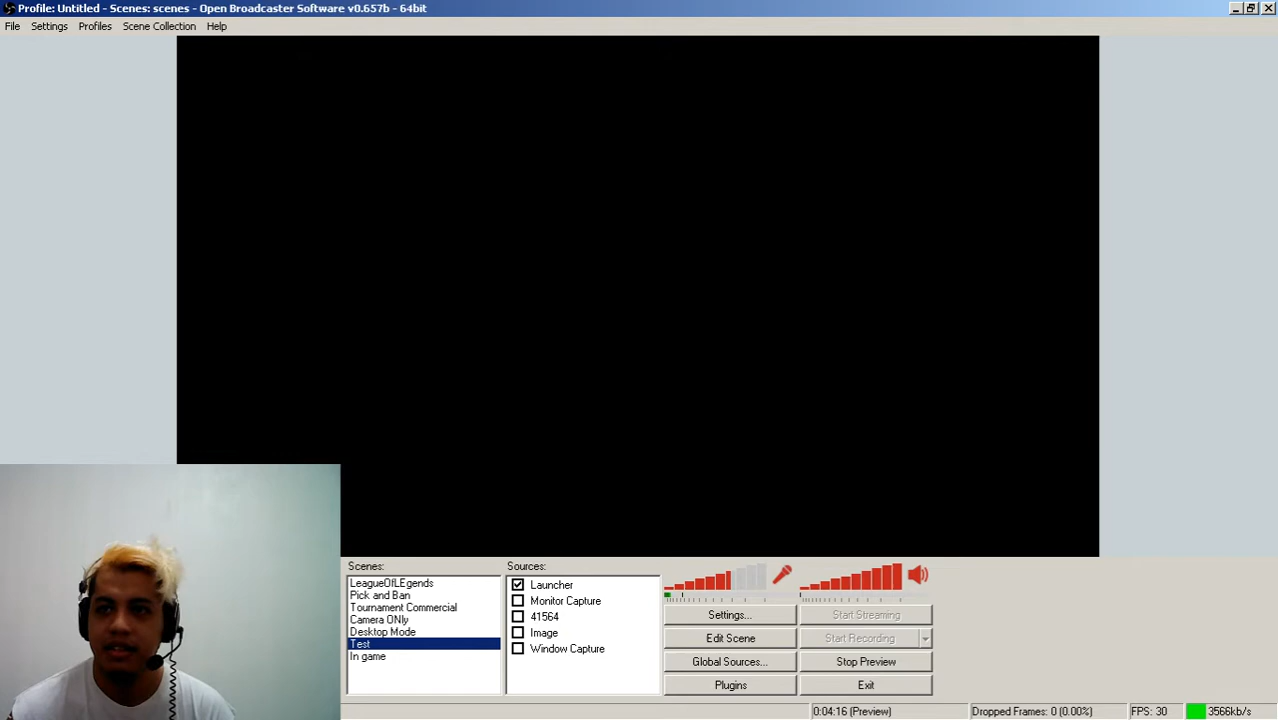 Profile: Untitled - Scenes: scenes - Open Broadcaster Software v0.657b - 64bit
File Settings Profiles Scene Collection Help
Scenes:
LeagueOfLEgends
Pick and Ban
Tournament Commercial
Camera ONly
Desktop Mode
Test
In game
Sources:
Launcher
Monitor Capture
41564
Image
Window Capture
Settings... Start Streaming
Edit Scene Start Recording
Global Sources... Stop Preview
Plugins Exit
0:04:16 (Preview) Dropped Frames: 0 (0.00%) FPS: 30 3566kb/s